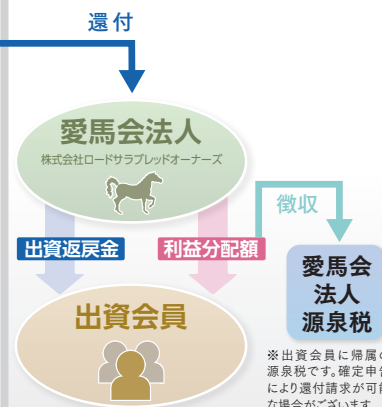 還付
愛馬会法人
株式会社ロードサラブレッドオーナーズ
徴収
出資返戻金
利益分配額
愛馬会
法人
源泉税
出資会員
※出資会員に帰属の
源泉税です。確定申告
により還付請求が可能
な場合がございます